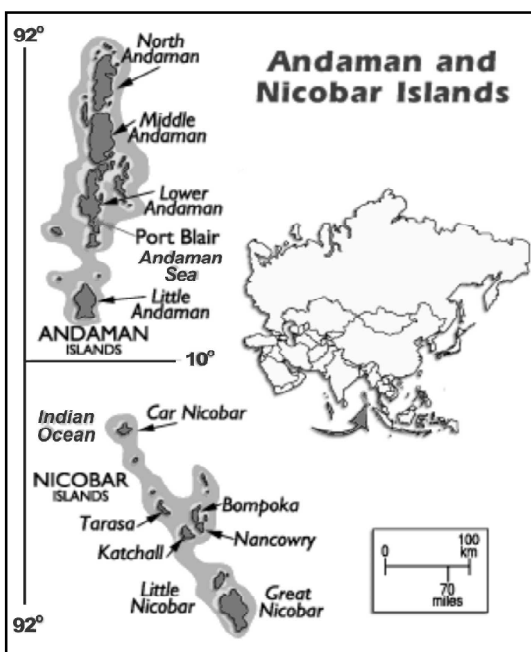 Andaman and
Nicobar Islands
92°
North
Andaman
Middle
Andaman
Lower
Andaman
Port Blair
Andaman
Sea
Little
Andaman
ANDAMAN
ISLANDS
10°
Indian
Ocean
Car Nicobar
NICOBAR
ISLANDS
Bompoka
Tarasa
Nancowry
Katchall
Little
Nicobar
Great
Nicobar
92°
0
100
km
70
miles